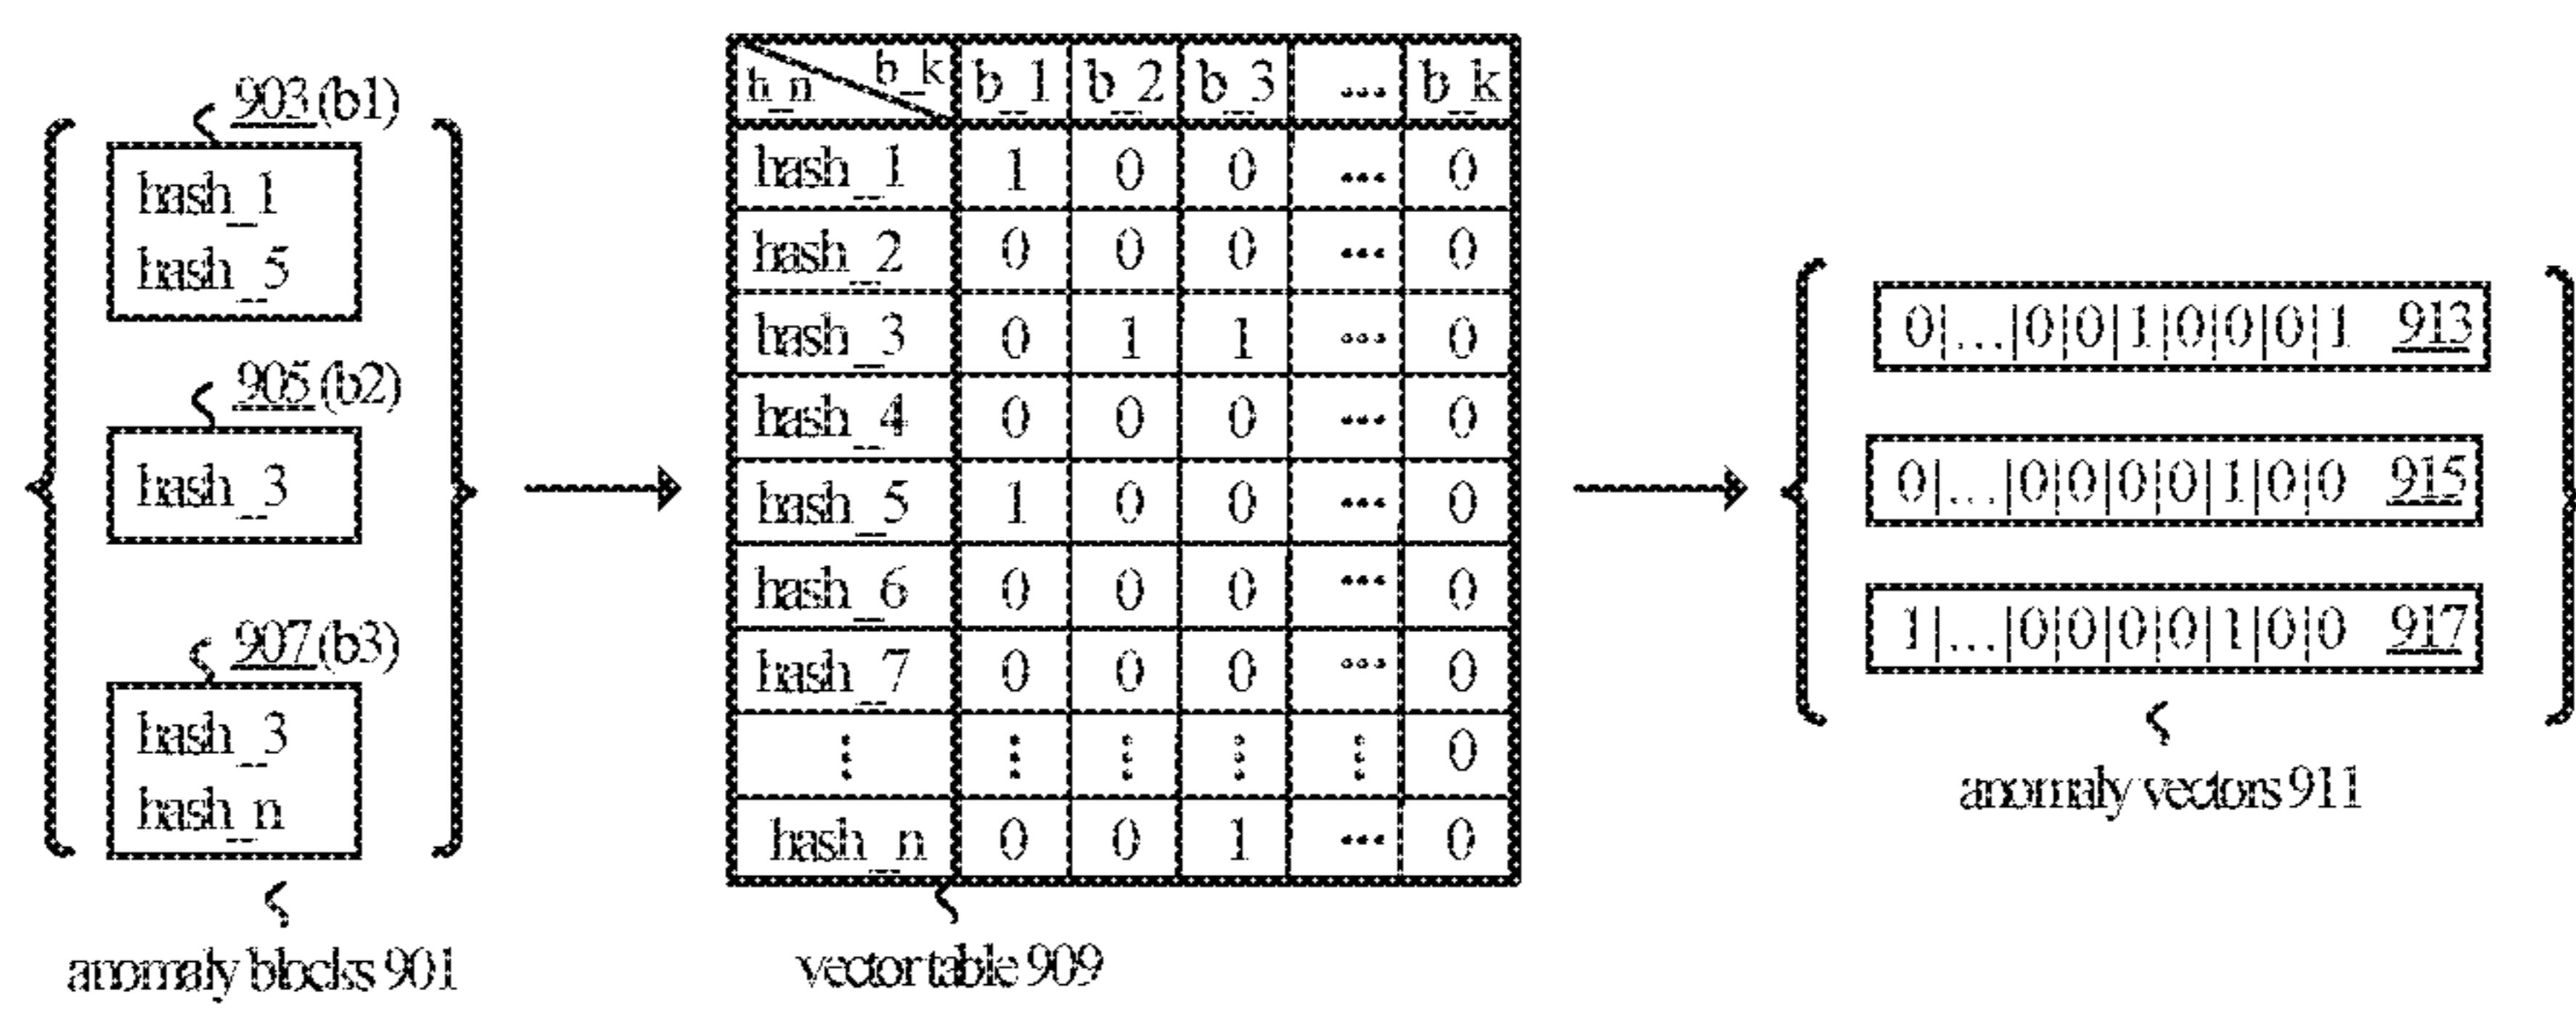 903 (b1)
hash_1
hash_5
905 (b2)
hash_3
907 (b3)
hash_3
hash_n
anomaly blocks 901
h_n b_k b_1 b_2 b_3 ... b_k
hash_1 1 0 0 ... 0
hash_2 0 0 0 ... 0
hash_3 0 1 1 ... 0
hash_4 0 0 0 ... 0
hash_5 1 0 0 ... 0
hash_6 0 0 0 ... 0
hash_7 0 0 0 ... 0
⋮ ⋮ ⋮ ⋮ ⋮ 0
hash_n 0 0 1 ... 0
vector table 909
0|...|0|0|1|0|0|0|1 913
0|...|0|0|0|0|1|0|0 915
1|...|0|0|0|0|1|0|0 917
anomaly vectors 911